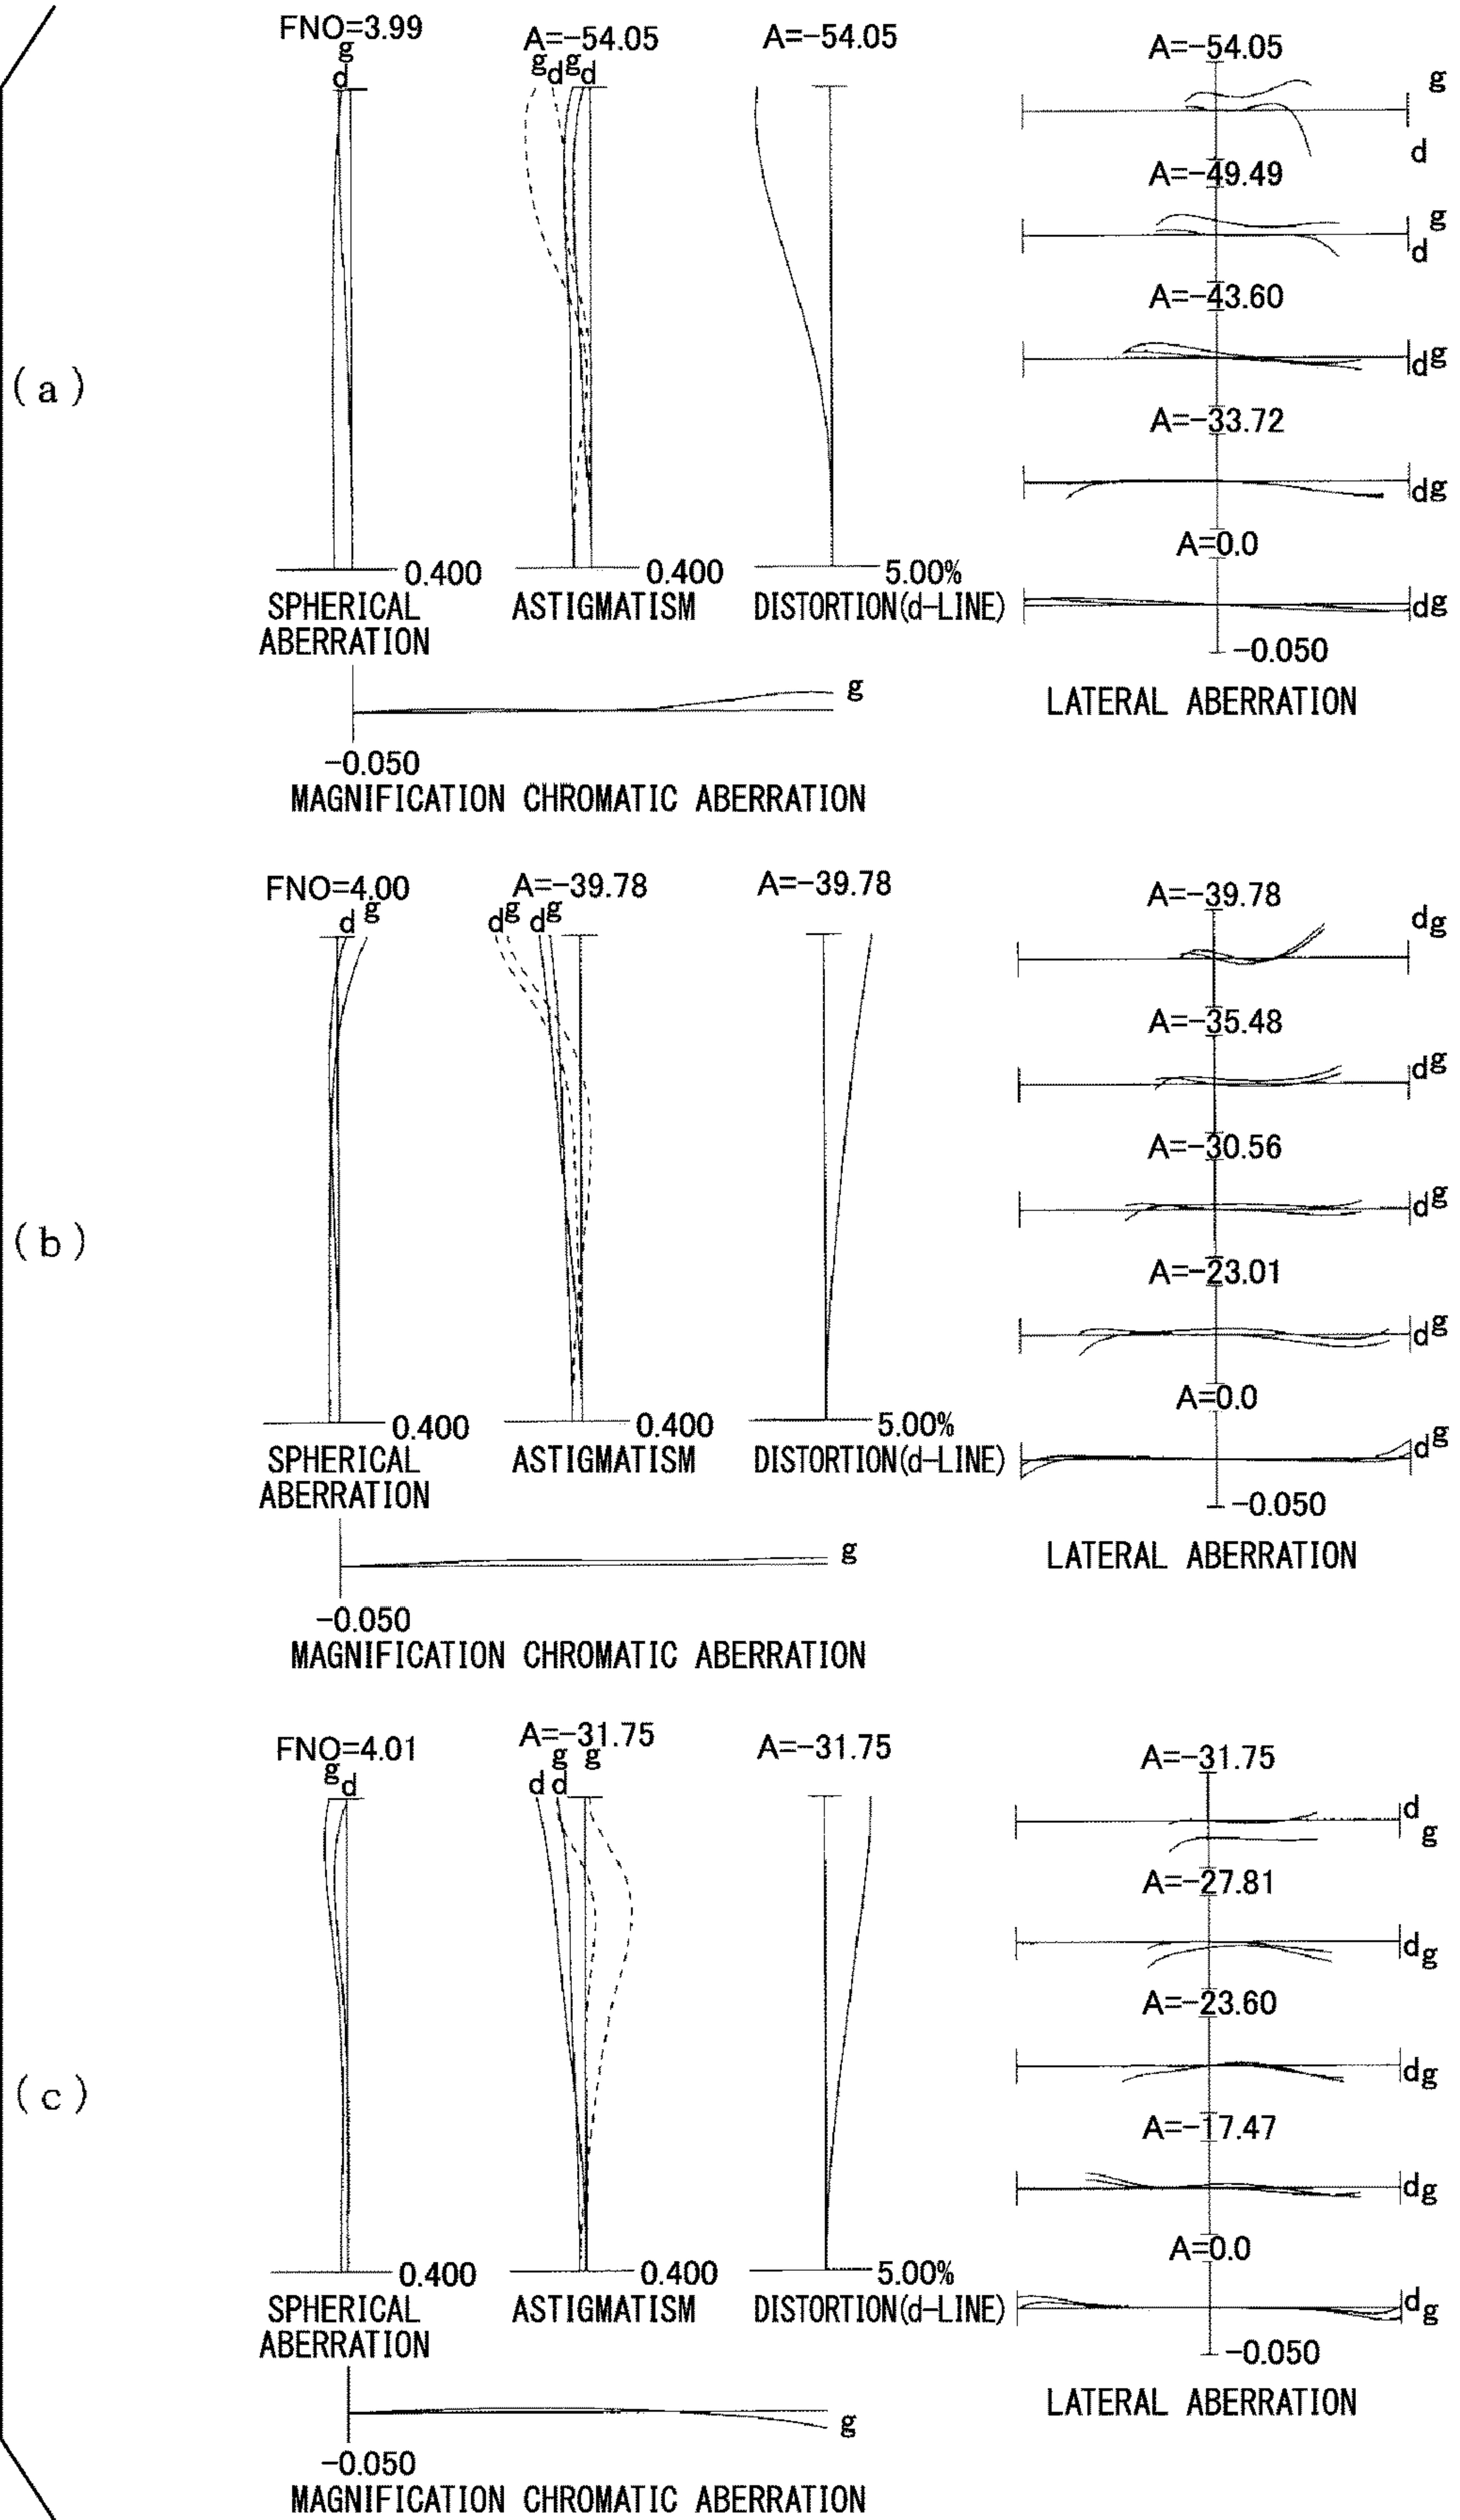 (a)
FNO=3.99
g
d
A=-54.05
g d g d
A=-54.05
0.400
SPHERICAL
ABERRATION
0.400
ASTIGMATISM
5.00%
DISTORTION(d-LINE)
g
-0.050
MAGNIFICATION CHROMATIC ABERRATION
A=-54.05
g
d
A=-49.49
g
d
A=-43.60
dg
A=-33.72
dg
A=0.0
dg
-0.050
LATERAL ABERRATION
(b)
FNO=4.00
d g
A=-39.78
dg dg
A=-39.78
0.400
SPHERICAL
ABERRATION
0.400
ASTIGMATISM
5.00%
DISTORTION(d-LINE)
g
-0.050
MAGNIFICATION CHROMATIC ABERRATION
A=-39.78
dg
A=-35.48
dg
A=-30.56
dg
A=-23.01
dg
A=0.0
dg
-0.050
LATERAL ABERRATION
(c)
FNO=4.01
g d
A=-31.75
g g
d d
A=-31.75
0.400
SPHERICAL
ABERRATION
0.400
ASTIGMATISM
5.00%
DISTORTION(d-LINE)
g
-0.050
MAGNIFICATION CHROMATIC ABERRATION
A=-31.75
d
g
A=-27.81
dg
A=-23.60
dg
A=-17.47
dg
A=0.0
dg
-0.050
LATERAL ABERRATION